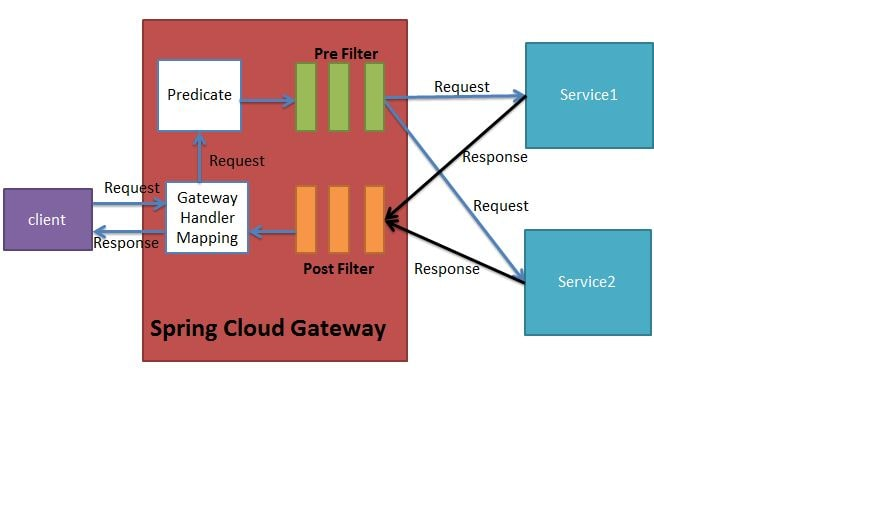 Pre Filter
Predicate
Request
Service1
Request
Response
Request
Gateway
Handler
Mapping
client
Response
Request
Post Filter
Response
Service2
Spring Cloud Gateway